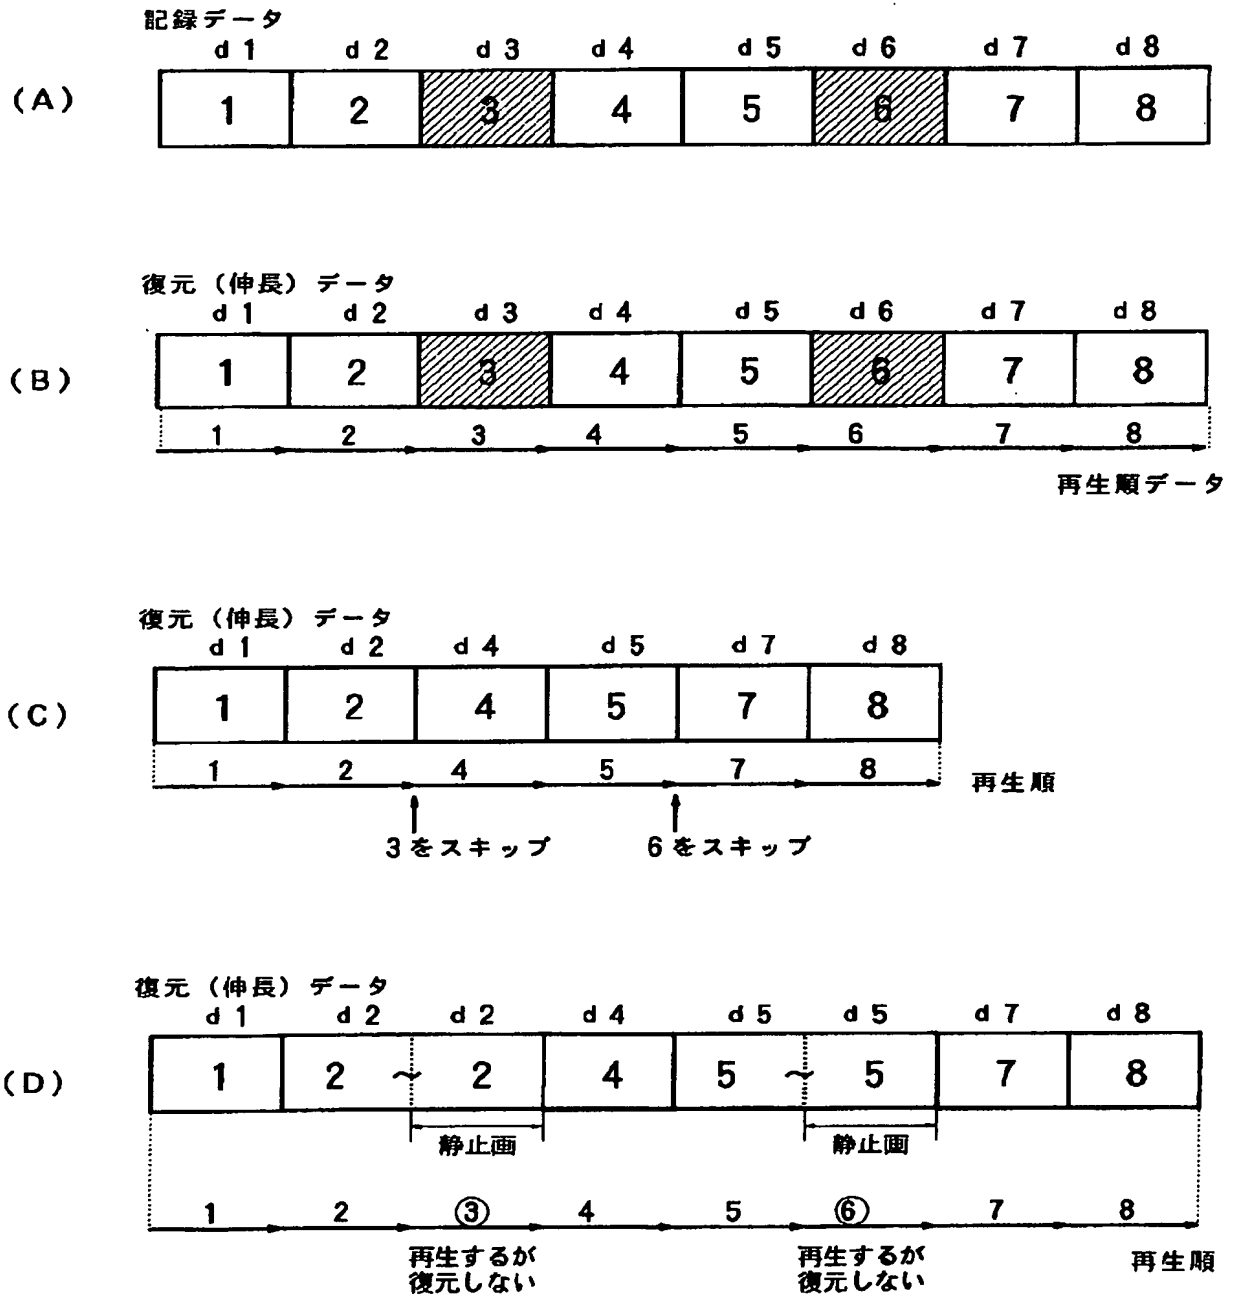 記録データ
d1 d2 d3 d4 d5 d6 d7 d8
(A) 1 2 3 4 5 6 7 8
復元(伸長)データ
d1 d2 d3 d4 d5 d6 d7 d8
(B) 1 2 3 4 5 6 7 8
1 2 3 4 5 6 7 8
再生順データ
復元(伸長)データ
d1 d2 d4 d5 d7 d8
(C) 1 2 4 5 7 8
1 2 4 5 7 8 再生順
3をスキップ 6をスキップ
復元(伸長)データ
d1 d2 d2 d4 d5 d5 d7 d8
(D) 1 2 ~ 2 4 5 ~ 5 7 8
静止画 静止画
1 2 ③ 4 5 ⑥ 7 8
再生するが 再生するが 再生順
復元しない 復元しない